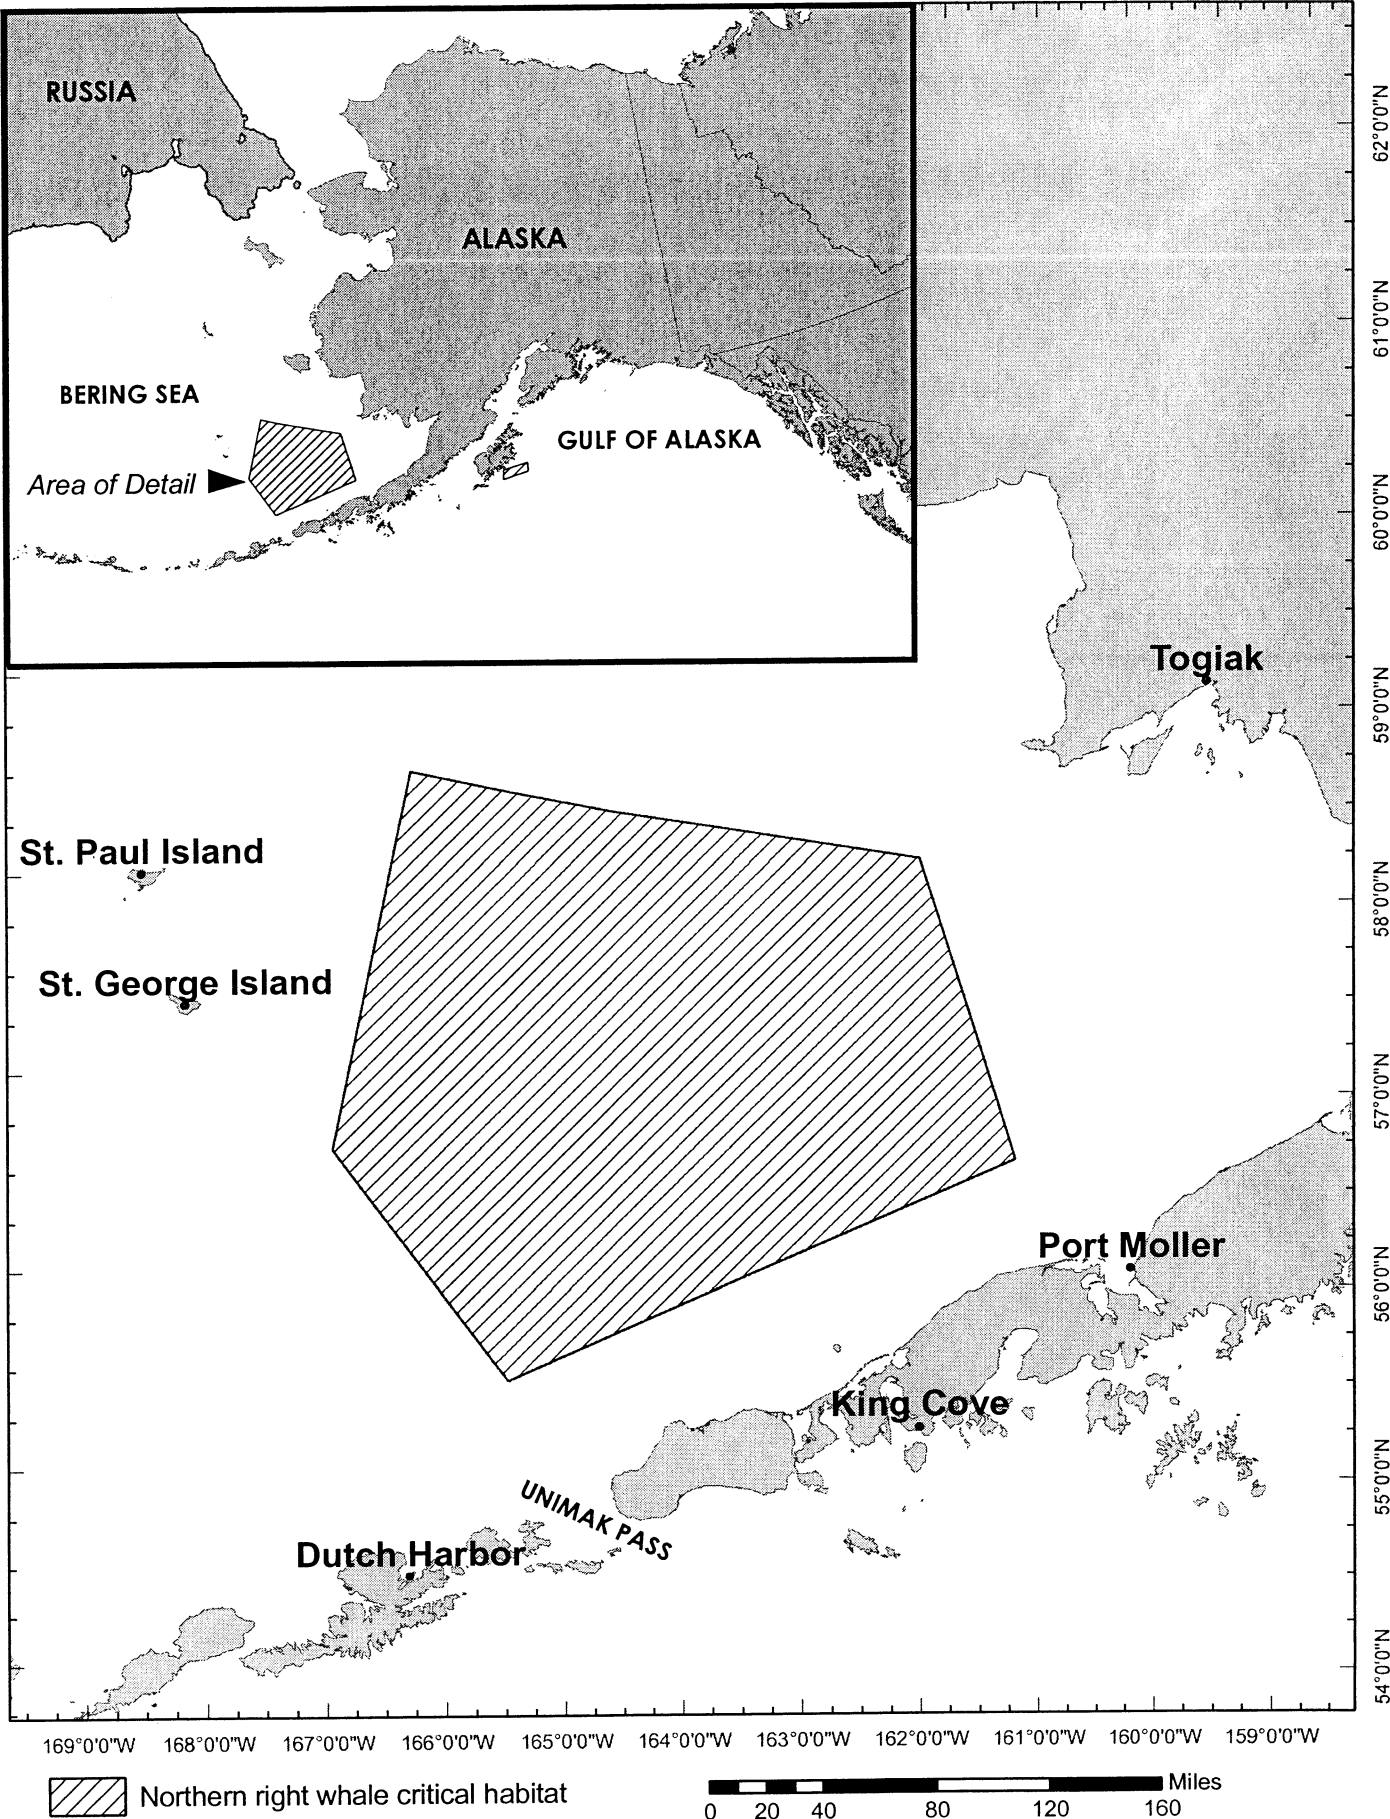 RUSSIA
ALASKA
BERING SEA
GULF OF ALASKA
Area of Detail
62°0'0"N
61°0'0"N
60°0'0"N
59°0'0"N
58°0'0"N
57°0'0"N
56°0'0"N
55°0'0"N
54°0'0"N
Togiak
St. Paul Island
St. George Island
Port Moller
King Cove
UNIMAK PASS
Dutch Harbor
169°0'0"W 168°0'0"W 167°0'0"W 166°0'0"W 165°0'0"W 164°0'0"W 163°0'0"W 162°0'0"W 161°0'0"W 160°0'0"W 159°0'0"W
Northern right whale critical habitat
Miles
0 20 40 80 120 160